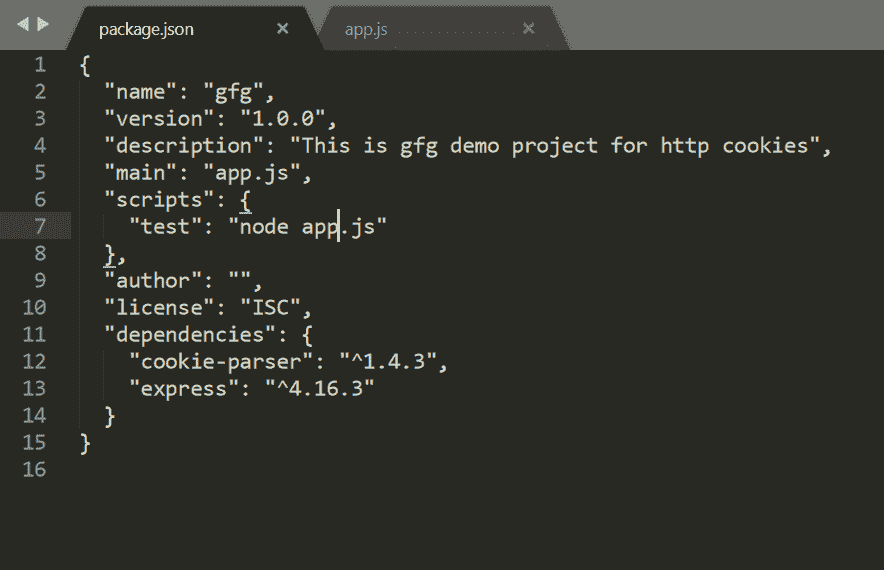 package.json × app.js ×
1 {
2 "name": "gfg",
3 "version": "1.0.0",
4 "description": "This is gfg demo project for http cookies",
5 "main": "app.js",
6 "scripts": {
7 "test": "node app.js"
8 },
9 "author": "",
10 "license": "ISC",
11 "dependencies": {
12 "cookie-parser": "^1.4.3",
13 "express": "^4.16.3"
14 }
15 }
16